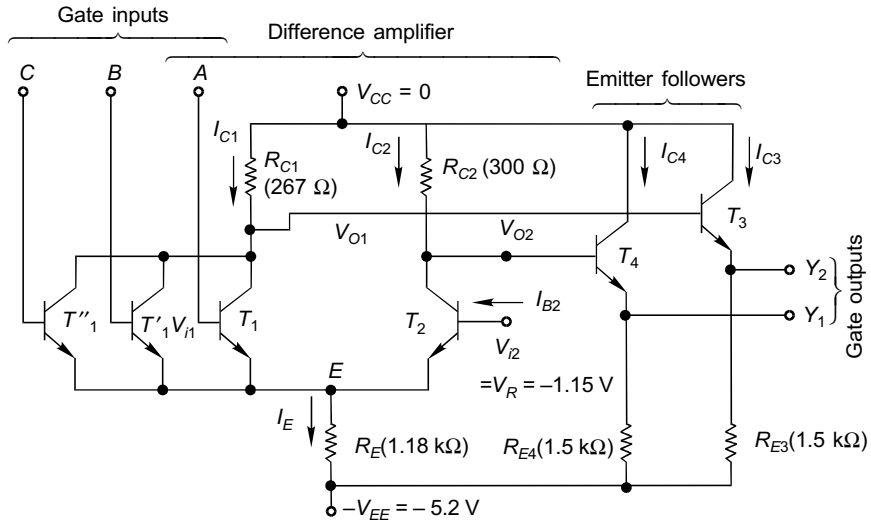 Gate inputs
Difference amplifier
C
B
A
V_CC = 0
Emitter followers
I_C1
I_C2
I_C4
I_C3
R_C1
(267 Ω)
R_C2 (300 Ω)
V_O1
V_O2
T_3
T_4
T"_1
T'_1
V_i1
T_1
T_2
I_B2
V_i2
Y_2
Y_1
Gate outputs
E
=V_R = –1.15 V
I_E
R_E(1.18 kΩ)
R_E4(1.5 kΩ)
R_E3(1.5 kΩ)
–V_EE = – 5.2 V